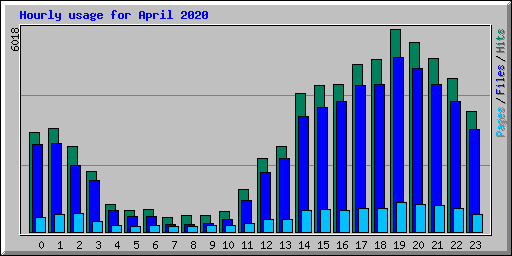 Hourly usage for April 2020
6018
Pages/Files/Hits
0 1 2 3 4 5 6 7 8 9 10 11 12 13 14 15 16 17 18 19 20 21 22 23